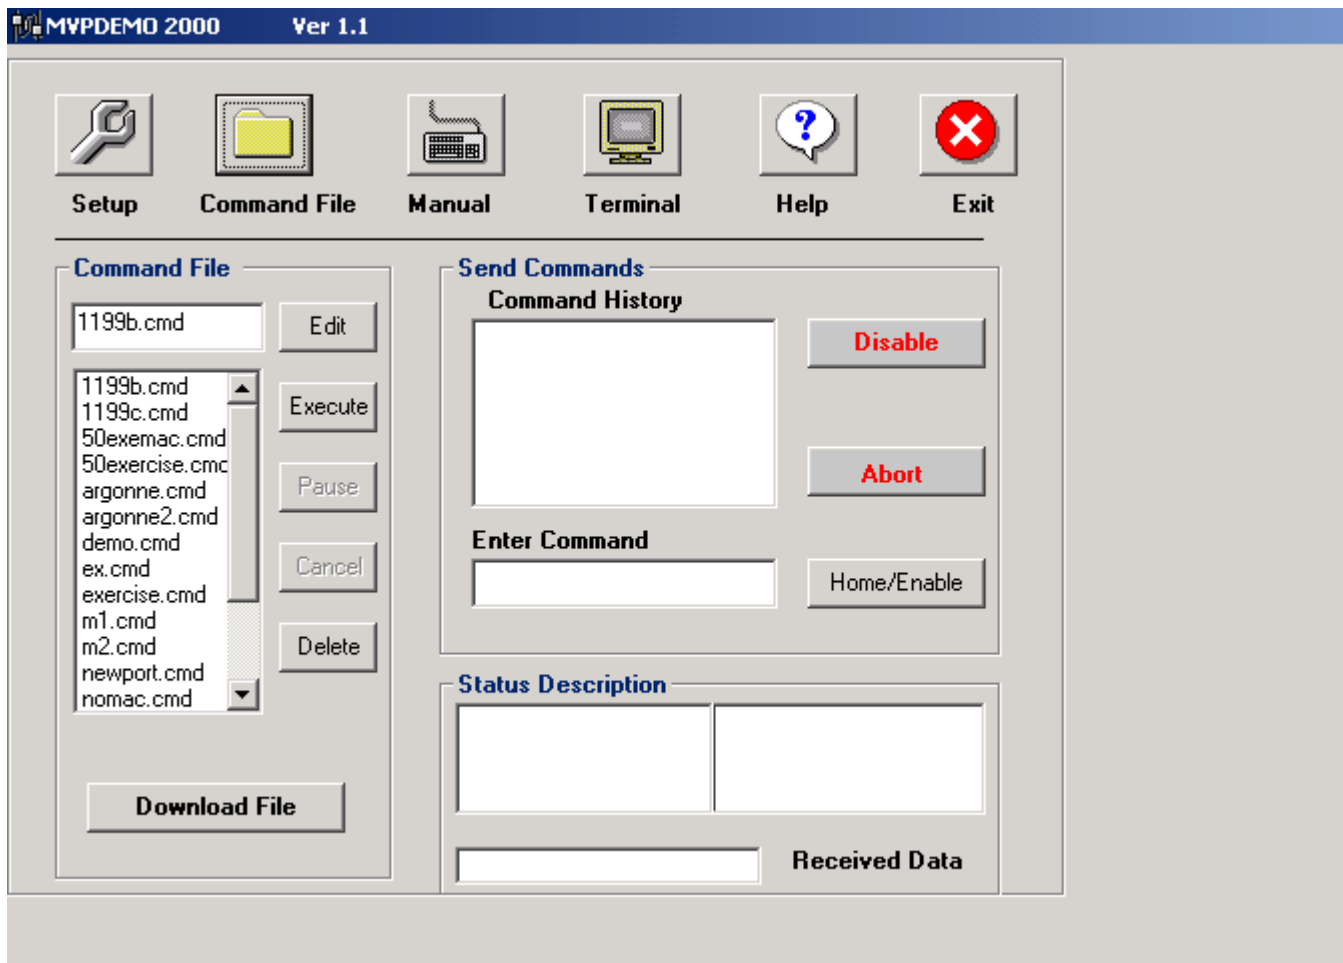 MVPDEMO 2000 Ver 1.1
?
Setup Command File Manual Terminal Help Exit
Command File
1199b.cmd
Edit
1199b.cmd
1199c.cmd
50exemac.cmd
50exercise.cmd
argonne.cmd
argonne2.cmd
demo.cmd
ex.cmd
exercise.cmd
m1.cmd
m2.cmd
newport.cmd
nomac.cmd
Execute
Pause
Cancel
Delete
Download File
Send Commands
Command History
Disable
Abort
Enter Command
Home/Enable
Status Description
Received Data